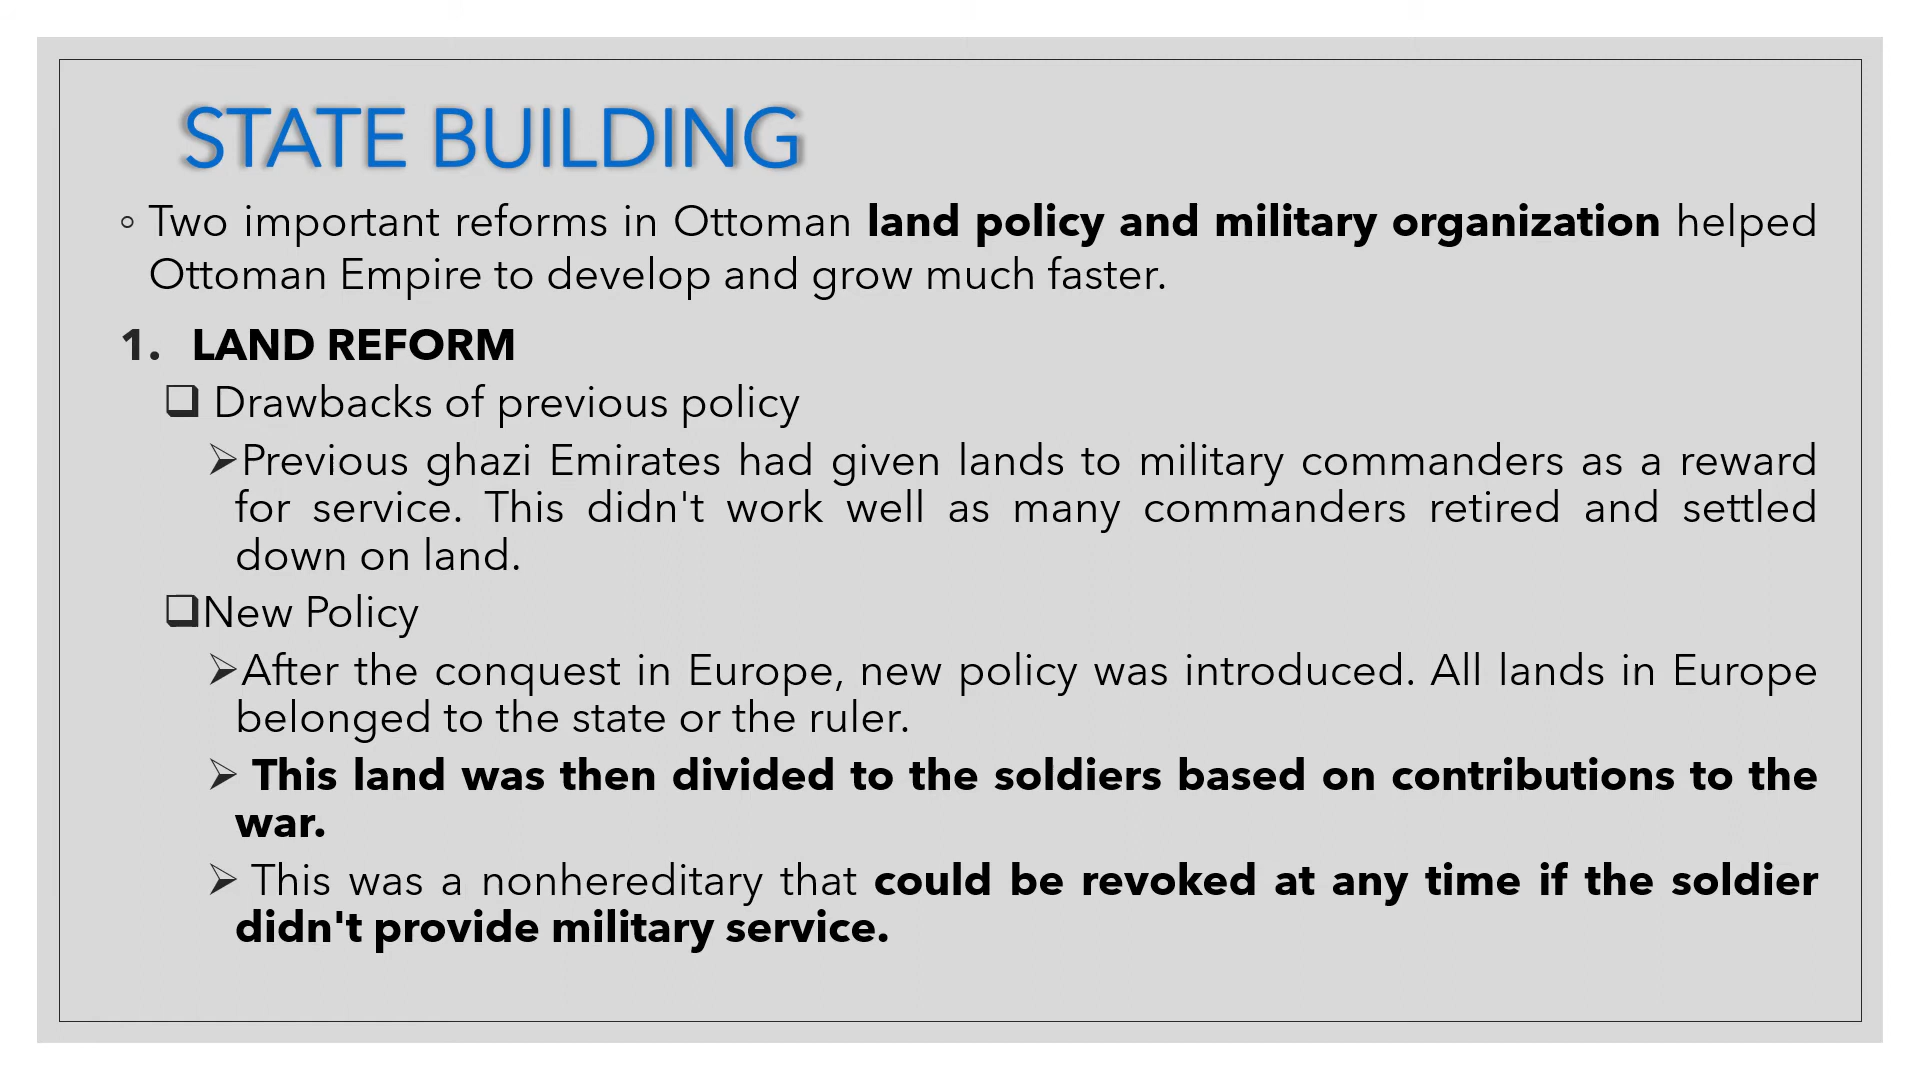 STATE BUILDING
◦ Two important reforms in Ottoman land policy and military organization helped
Ottoman Empire to develop and grow much faster.
1. LAND REFORM
❑ Drawbacks of previous policy
➢Previous ghazi Emirates had given lands to military commanders as a reward
for service. This didn't work well as many commanders retired and settled
down on land.
❑New Policy
➢After the conquest in Europe, new policy was introduced. All lands in Europe
belonged to the state or the ruler.
➢ This land was then divided to the soldiers based on contributions to the
war.
➢ This was a nonhereditary that could be revoked at any time if the soldier
didn't provide military service.